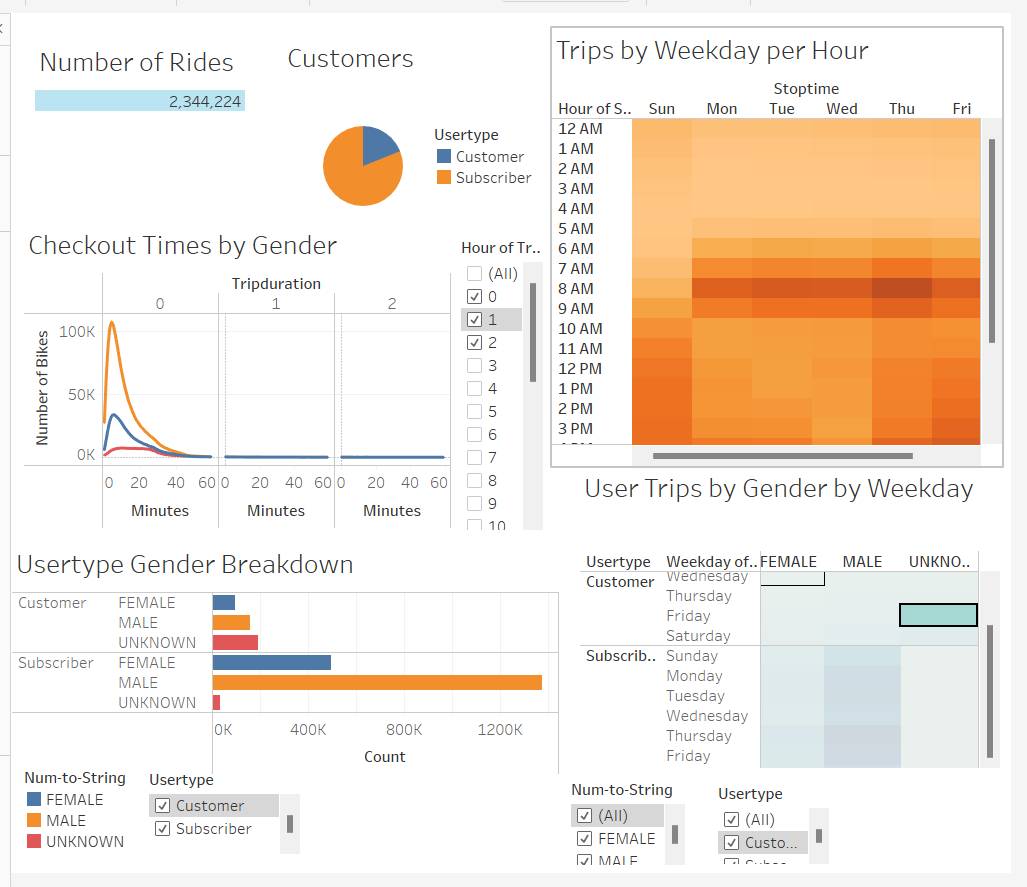 Number of Rides
2,344,224
Customers
Usertype
Customer
Subscriber
Trips by Weekday per Hour
Stoptime
Hour of S.. Sun Mon Tue Wed Thu Fri
12 AM
1 AM
2 AM
3 AM
4 AM
5 AM
6 AM
7 AM
8 AM
9 AM
10 AM
11 AM
12 PM
1 PM
2 PM
3 PM
Checkout Times by Gender
Tripduration
0 1 2
Number of Bikes
100K
50K
0K
0 20 40 60 0 20 40 60 0 20 40 60
Minutes Minutes Minutes
Hour of Tr..
(All)
0
1
2
3
4
5
6
7
8
9
10
User Trips by Gender by Weekday
Usertype Weekday of.. FEMALE MALE UNKNO..
Customer Wednesday
Thursday
Friday
Saturday
Subscrib.. Sunday
Monday
Tuesday
Wednesday
Thursday
Friday
Usertype Gender Breakdown
Customer FEMALE
MALE
UNKNOWN
Subscriber FEMALE
MALE
UNKNOWN
0K 400K 800K 1200K
Count
Num-to-String
FEMALE
MALE
UNKNOWN
Usertype
Customer
Subscriber
Num-to-String
(All)
FEMALE
MALE
Usertype
(All)
Custo...